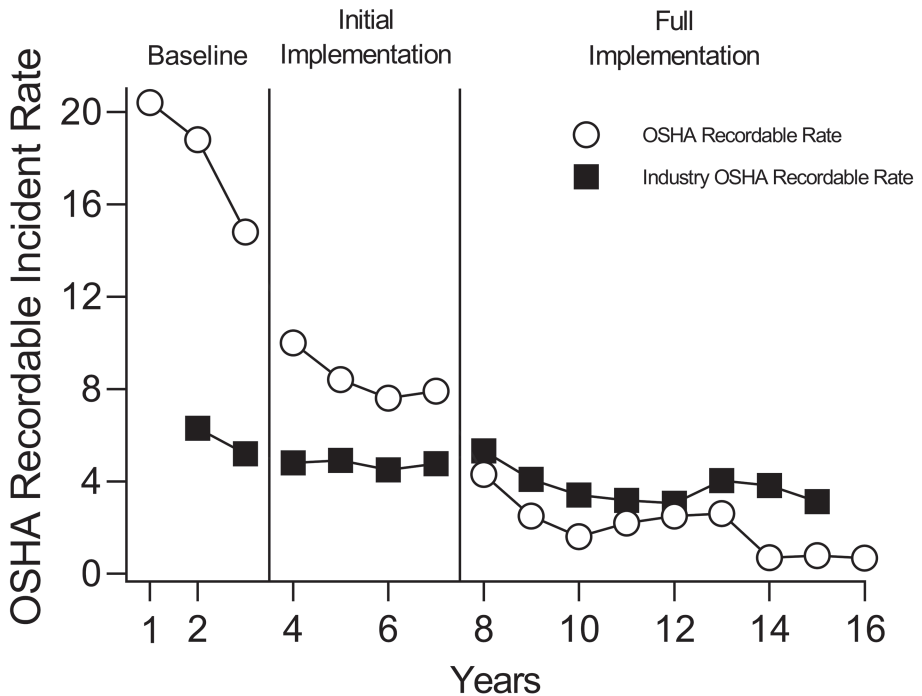 Baseline
Initial
Implementation
Full
Implementation
OSHA Recordable Incident Rate
20
16
12
8
4
0
OSHA Recordable Rate
Industry OSHA Recordable Rate
1 2 4 6 8 10 12 14 16
Years